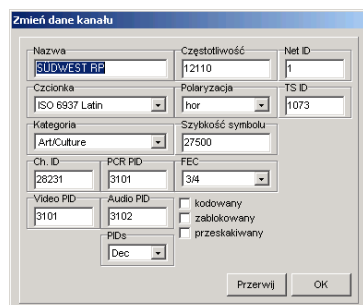 Zmień dane kanału
Nazwa Częstotliwość Net ID
SÜDWEST RP 12110 1
Czcionka Polaryzacja TS ID
ISO 6937 Latin hor 1073
Kategoria Szybkość symbolu
Art/Culture 27500
Ch. ID PCR PID FEC
28231 3101 3/4
Video PID Audio PID kodowany
3101 3102 zablokowany
PIDs przeskakiwany
Dec
Przerwij OK